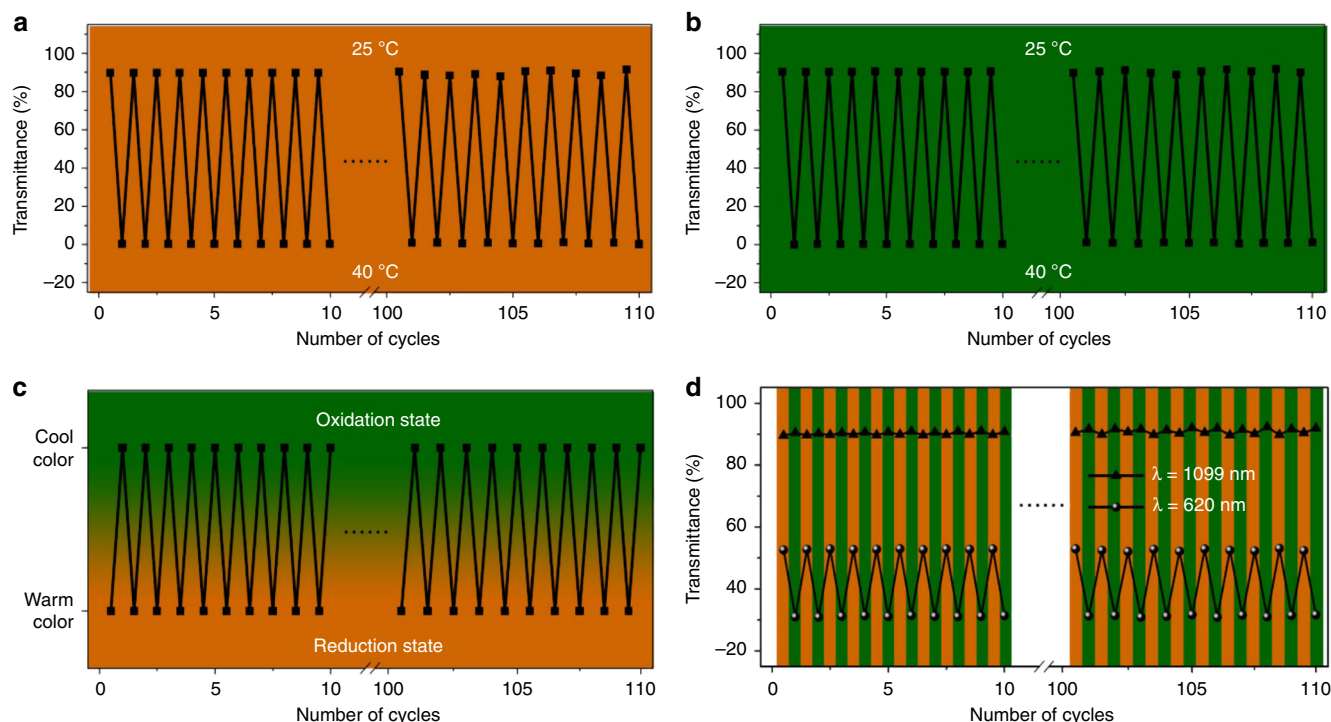 a
25 °C
100
80
60
40
20
0
–20
Transmittance (%)
40 °C
0 5 10 100 105 110
Number of cycles
b
25 °C
100
80
60
40
20
0
–20
Transmittance (%)
40 °C
0 5 10 100 105 110
Number of cycles
c
Oxidation state
Cool
color
Warm
color
Reduction state
0 5 10 100 105 110
Number of cycles
d
100
80
60
40
–20
Transmittance (%)
λ = 1099 nm
λ = 620 nm
0 5 10 100 105 110
Number of cycles